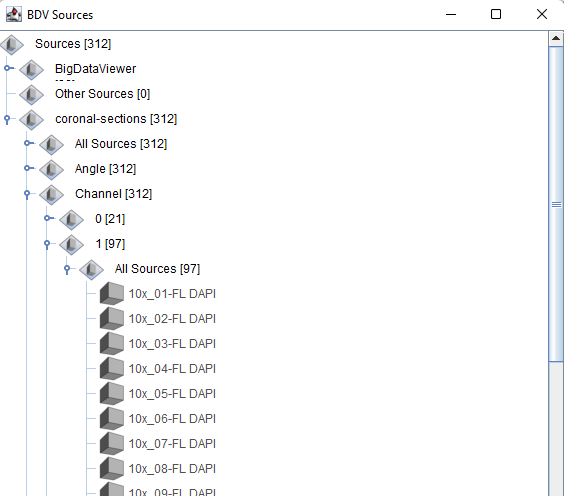 BDV Sources
Sources [312]
BigDataViewer
Other Sources [0]
coronal-sections [312]
All Sources [312]
Angle [312]
Channel [312]
0 [21]
1 [97]
All Sources [97]
10x_01-FL DAPI
10x_02-FL DAPI
10x_03-FL DAPI
10x_04-FL DAPI
10x_05-FL DAPI
10x_06-FL DAPI
10x_07-FL DAPI
10x_08-FL DAPI
10x_09-FL DAPI